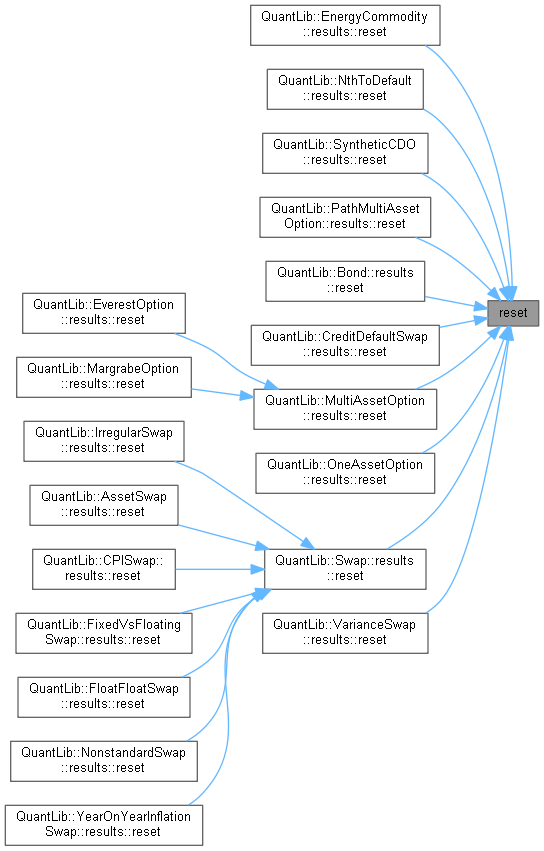 QuantLib::EnergyCommodity
::results::reset
QuantLib::NthToDefault
::results::reset
QuantLib::SyntheticCDO
::results::reset
QuantLib::PathMultiAsset
Option::results::reset
QuantLib::Bond::results
::reset
QuantLib::EverestOption
::results::reset
reset
QuantLib::CreditDefaultSwap
::results::reset
QuantLib::MargrabeOption
::results::reset
QuantLib::MultiAssetOption
::results::reset
QuantLib::IrregularSwap
::results::reset
QuantLib::OneAssetOption
::results::reset
QuantLib::AssetSwap
::results::reset
QuantLib::CPISwap::
results::reset
QuantLib::Swap::results
::reset
QuantLib::FixedVsFloating
Swap::results::reset
QuantLib::VarianceSwap
::results::reset
QuantLib::FloatFloatSwap
::results::reset
QuantLib::NonstandardSwap
::results::reset
QuantLib::YearOnYearInflation
Swap::results::reset